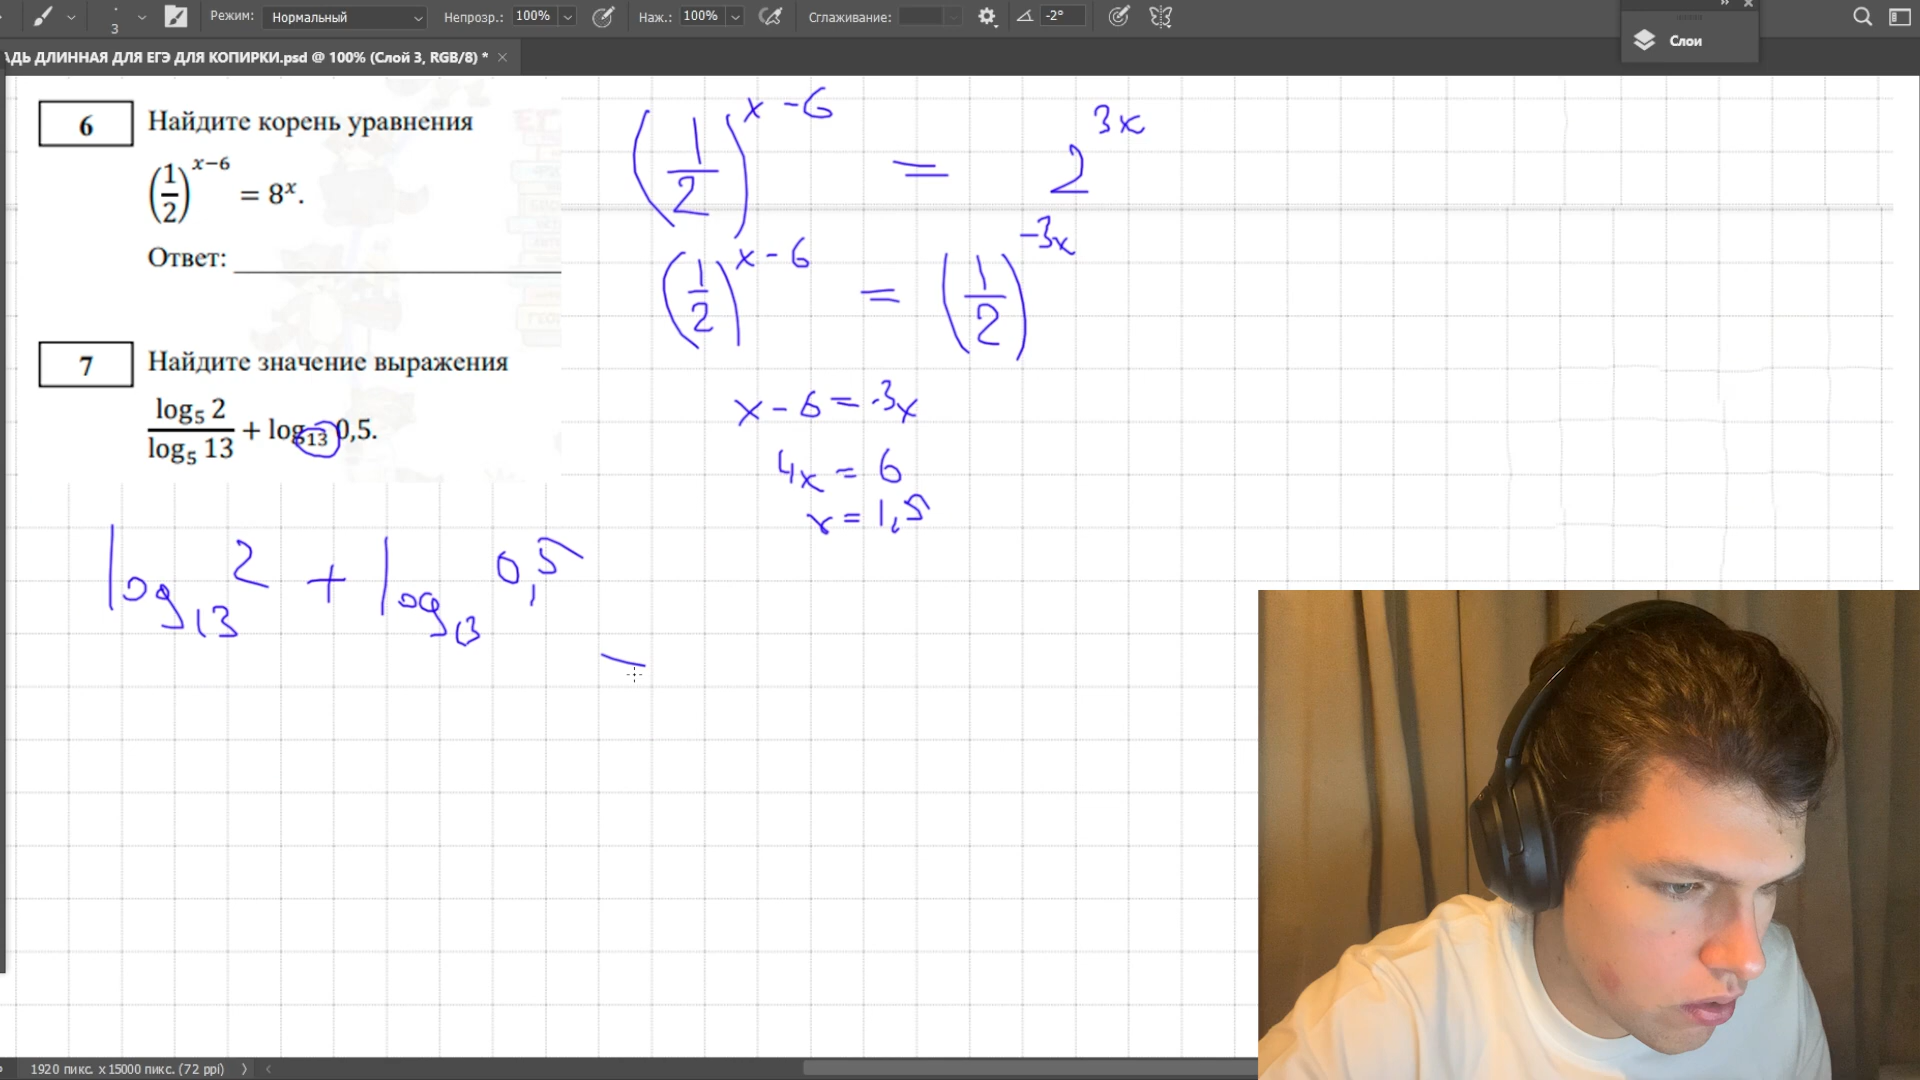 3 Режим: Нормальный Непрозр.: 100% Наж.: 100% Сглаживание: -2°
Слои
АДЬ ДЛИННАЯ ДЛЯ ЕГЭ ДЛЯ КОПИРКИ.psd @ 100% (Слой 3, RGB/8) *
6 Найдите корень уравнения
(1/2)^(x−6) = 8^x.
Ответ:
7 Найдите значение выражения
log₅ 2 / log₅ 13 + log₁₃ 0,5.
(1/2)^(x-6) = 2^(3x)
(1/2)^(x-6) = (1/2)^(-3x)
x - 6 = -3x
4x = 6
x = 1,5
log₁₃ 2 + log₁₃ 0,5
1920 пикс. x 15000 пикс. (72 ppi)